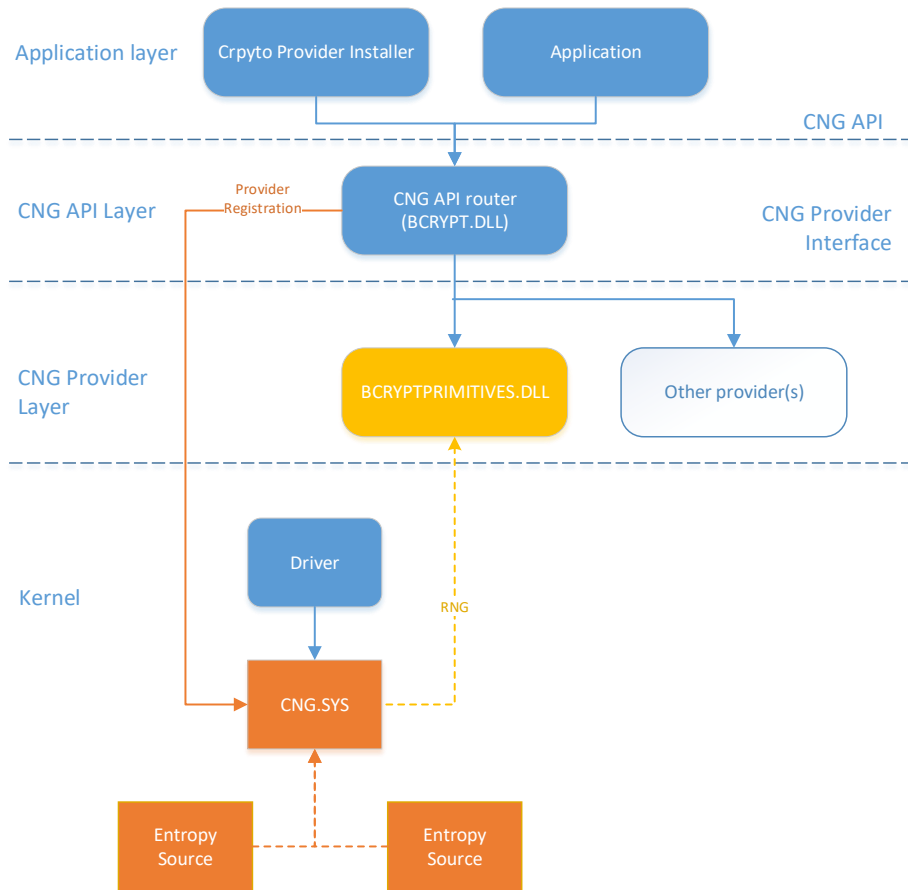 Application layer
Crpyto Provider Installer
Application
CNG API
CNG API Layer
Provider
Registration
CNG API router
(BCRYPT.DLL)
CNG Provider
Interface
CNG Provider
Layer
BCRYPTPRIMITIVES.DLL
Other provider(s)
Kernel
Driver
RNG
CNG.SYS
Entropy
Source
Entropy
Source